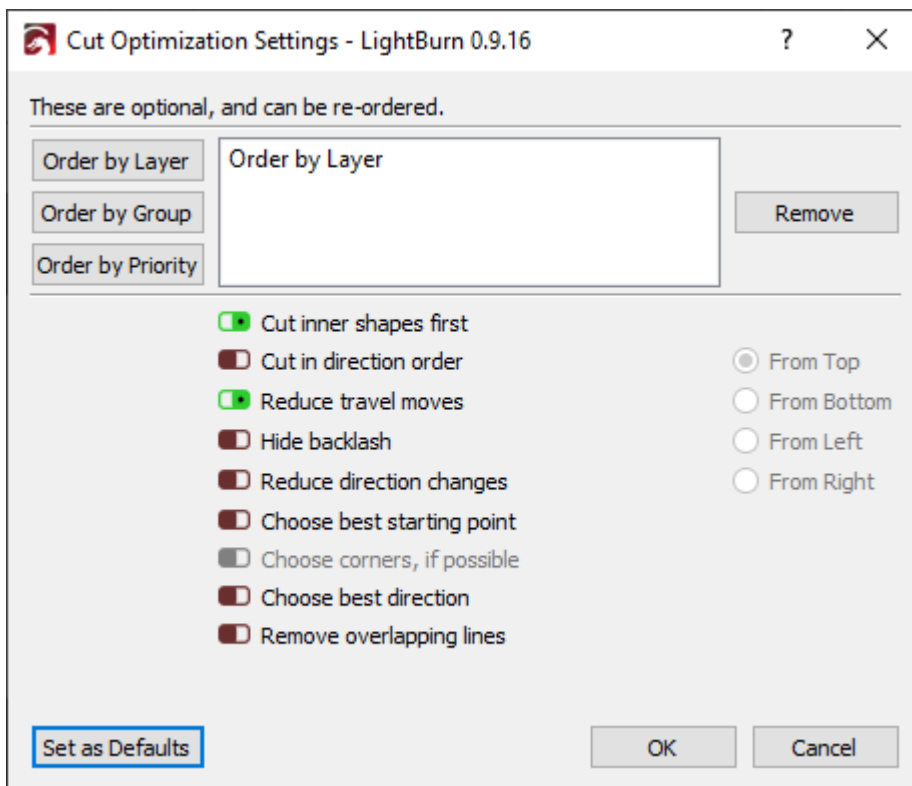 Cut Optimization Settings - LightBurn 0.9.16
?
These are optional, and can be re-ordered.
Order by Layer
Order by Group
Order by Priority
Order by Layer
Remove
Cut inner shapes first
Cut in direction order
Reduce travel moves
Hide backlash
Reduce direction changes
Choose best starting point
Choose corners, if possible
Choose best direction
Remove overlapping lines
From Top
From Bottom
From Left
From Right
Set as Defaults
OK
Cancel